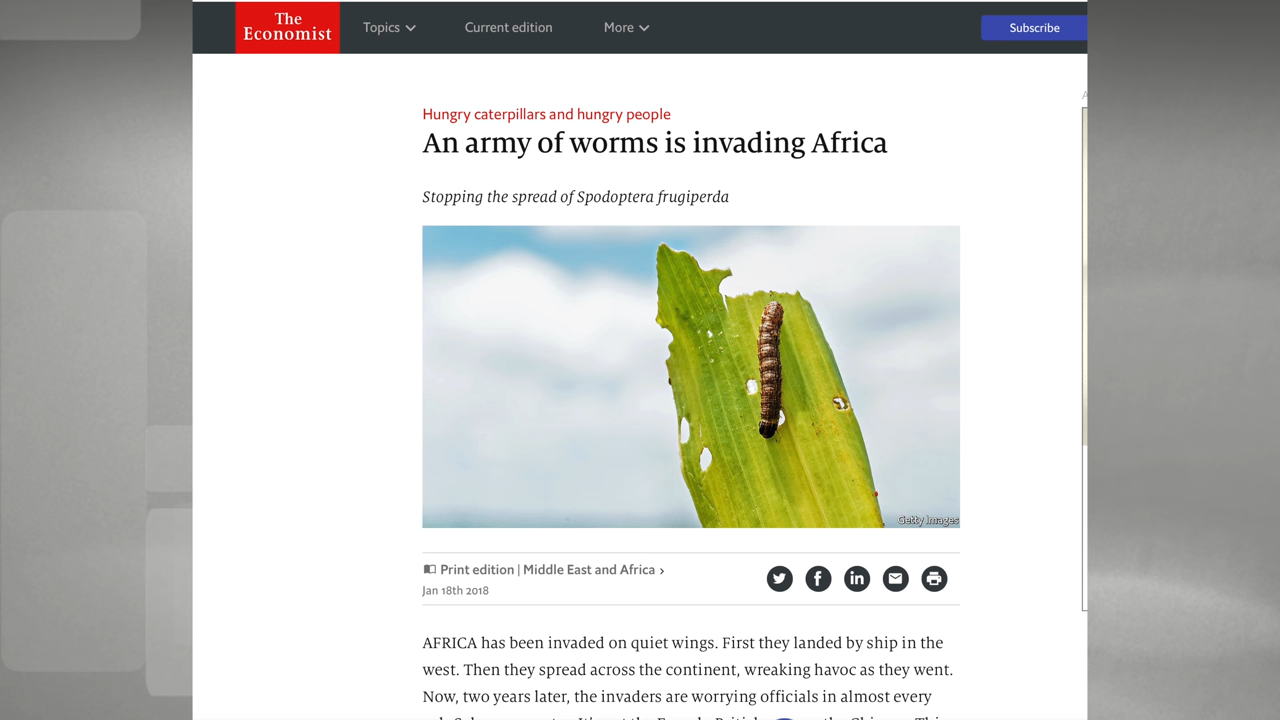 The
Economist
Topics
Current edition
More
Subscribe
Hungry caterpillars and hungry people
An army of worms is invading Africa
Stopping the spread of Spodoptera frugiperda
Getty Images
Print edition | Middle East and Africa ›
Jan 18th 2018
AFRICA has been invaded on quiet wings. First they landed by ship in the
west. Then they spread across the continent, wreaking havoc as they went.
Now, two years later, the invaders are worrying officials in almost every